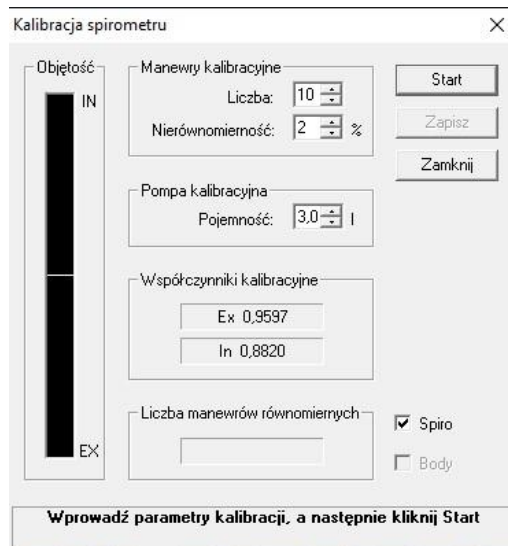 Kalibracja spirometru
Objętość
IN
EX
Manewry kalibracyjne
Liczba: 10
Nierównomierność: 2 %
Pompa kalibracyjna
Pojemność: 3,0 l
Współczynniki kalibracyjne
Ex 0,9597
In 0,8820
Liczba manewrów równomiernych
Start
Zapisz
Zamknij
Spiro
Body
Wprowadź parametry kalibracji, a następnie kliknij Start